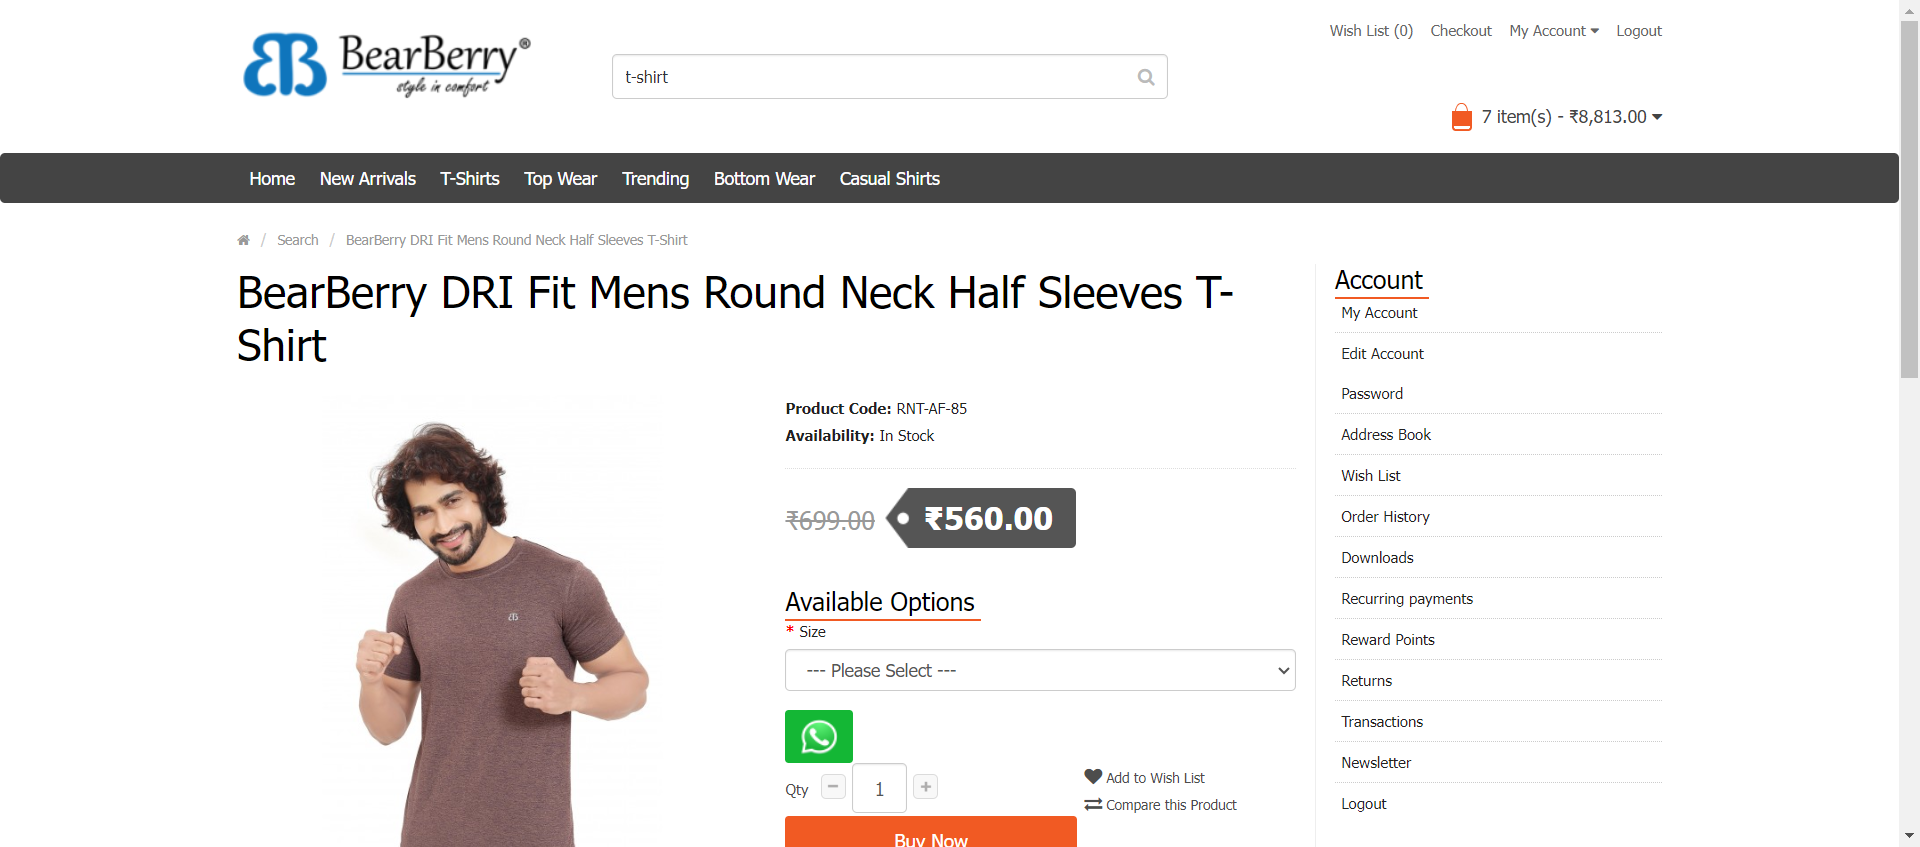 BearBerry®
style in comfort
t-shirt
Wish List (0) Checkout My Account Logout
7 item(s) - ₹8,813.00
Home New Arrivals T-Shirts Top Wear Trending Bottom Wear Casual Shirts
/ Search / BearBerry DRI Fit Mens Round Neck Half Sleeves T-Shirt
BearBerry DRI Fit Mens Round Neck Half Sleeves T-
Shirt
Product Code: RNT-AF-85
Availability: In Stock
₹699.00 ₹560.00
Available Options
* Size
--- Please Select ---
Qty - 1 +
Add to Wish List
Compare this Product
Buy Now
Account
My Account
Edit Account
Password
Address Book
Wish List
Order History
Downloads
Recurring payments
Reward Points
Returns
Transactions
Newsletter
Logout